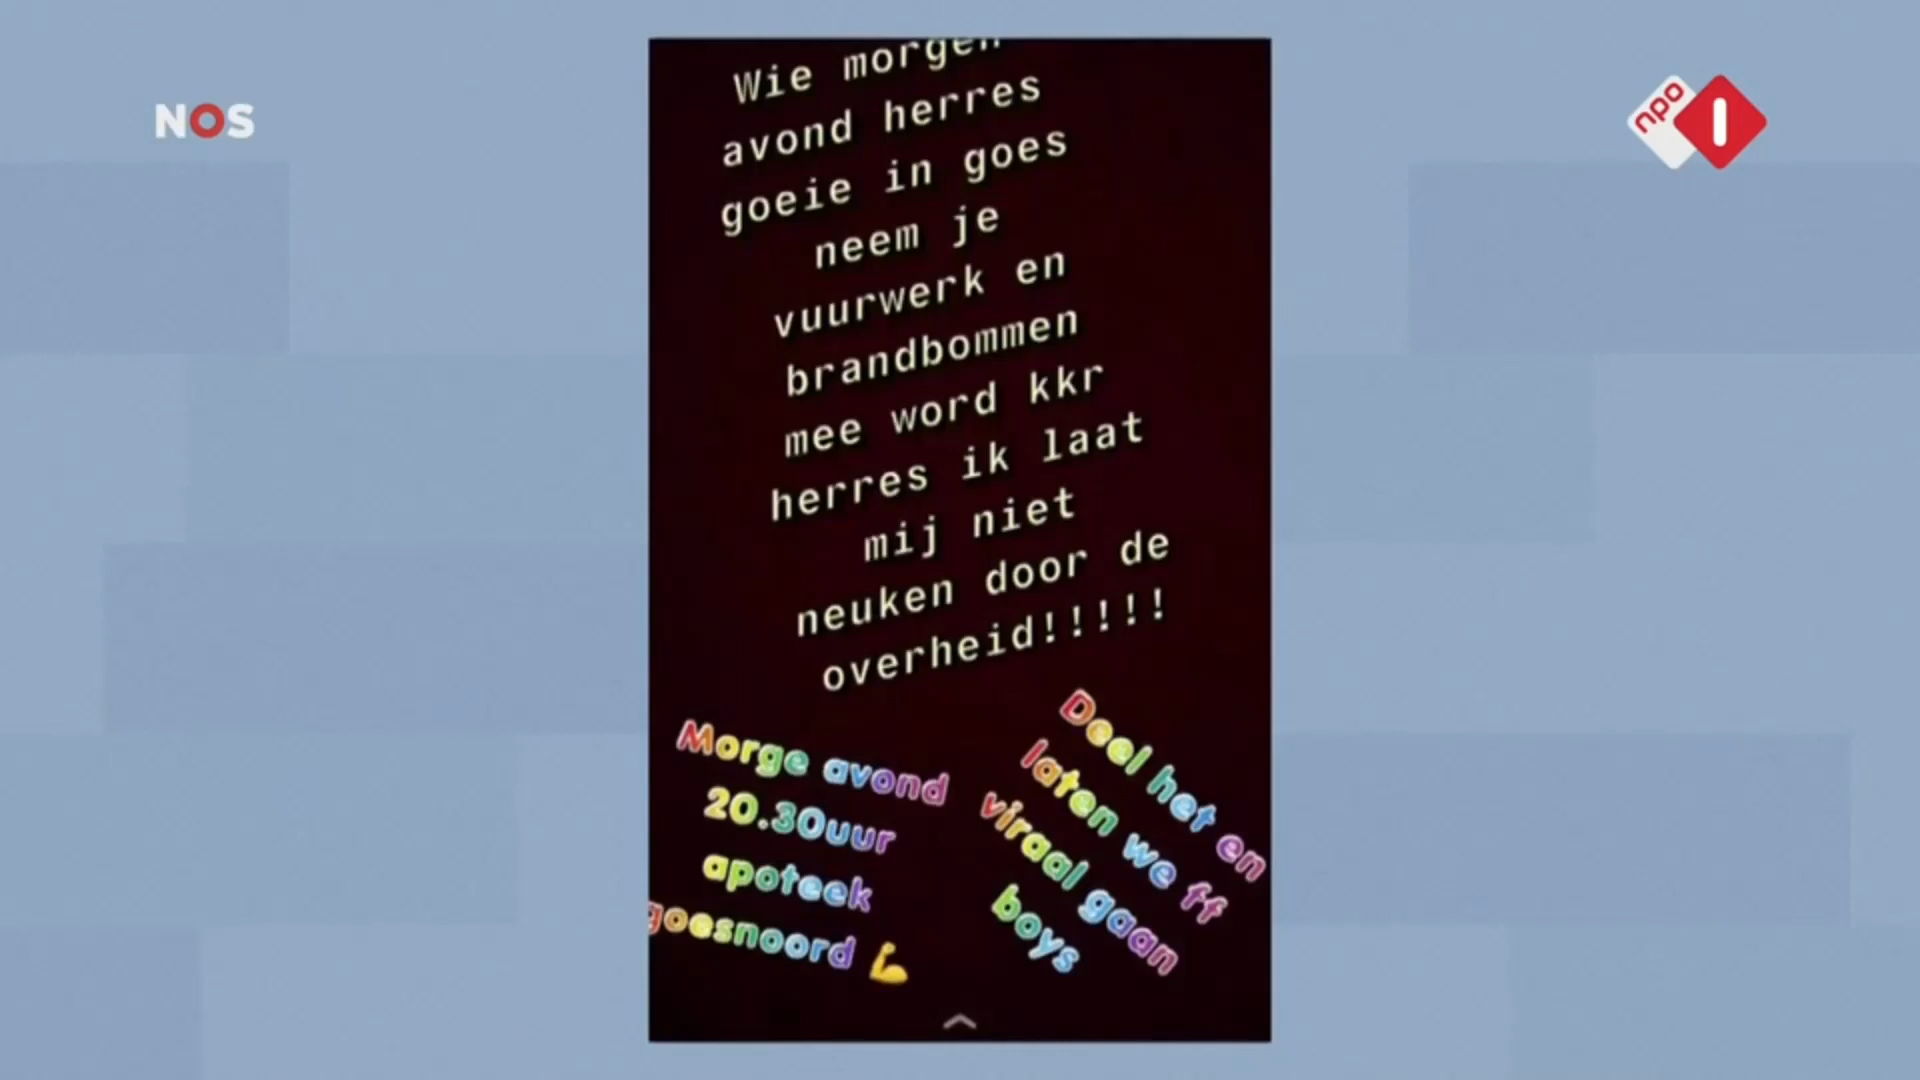 NOS
npo
1
Wie morgen
avond herres
goeie in goes
neem je
vuurwerk en
brandbommen
mee word kkr
herres ik laat
mij niet
neuken door de
overheid!!!!!
Morge avond
20.30uur
apoteek
goesnoord 💪
Deel het en
laten we ff
viraal gaan
boys